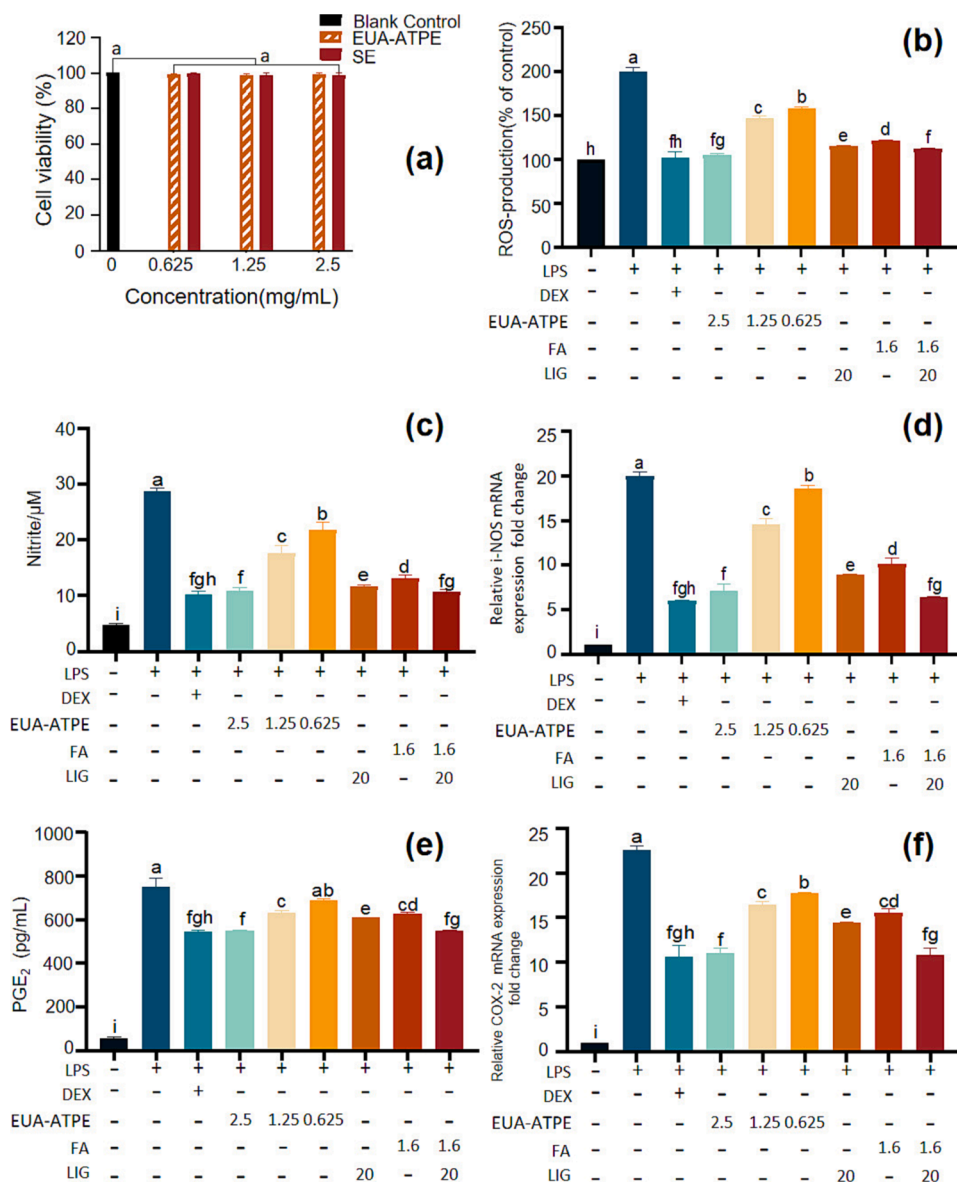 Blank Control
EUA-ATPE
SE
120
100
80
60
40
20
0
Cell viability (%)
a
a
(a)
0 0.625 1.25 2.5
Concentration(mg/mL)
(b)
250
200
150
100
50
0
ROS-production(% of control)
h a fh fg c b e d f
LPS – + + + + + + + +
DEX – – + – – – – – –
EUA-ATPE – – – 2.5 1.25 0.625 – – –
FA – – – – – – – 1.6 1.6
LIG – – – – – – 20 – 20
(c)
40
30
20
10
0
Nitrite/µM
i a fgh f c b e d fg
LPS – + + + + + + + +
DEX – – + – – – – – –
EUA-ATPE – – – 2.5 1.25 0.625 – – –
FA – – – – – – – 1.6 1.6
LIG – – – – – – 20 – 20
(d)
25
20
15
10
5
0
Relative i-NOS mRNA
expression fold change
i a fgh f c b e d fg
LPS – + + + + + + + +
DEX – – + – – – – – –
EUA-ATPE – – – 2.5 1.25 0.625 – – –
FA – – – – – – – 1.6 1.6
LIG – – – – – – 20 – 20
(e)
1000
800
600
400
200
0
PGE₂ (pg/mL)
i a fgh f c ab e cd fg
LPS – + + + + + + + +
DEX – – + – – – – – –
EUA-ATPE – – – 2.5 1.25 0.625 – – –
FA – – – – – – – 1.6 1.6
LIG – – – – – – 20 – 20
(f)
25
20
15
10
5
0
Relative COX-2 mRNA expression
fold change
i a fgh f c b e cd fg
LPS – + + + + + + + +
DEX – – + – – – – – –
EUA-ATPE – – – 2.5 1.25 0.625 – – –
FA – – – – – – – 1.6 1.6
LIG – – – – – – 20 – 20